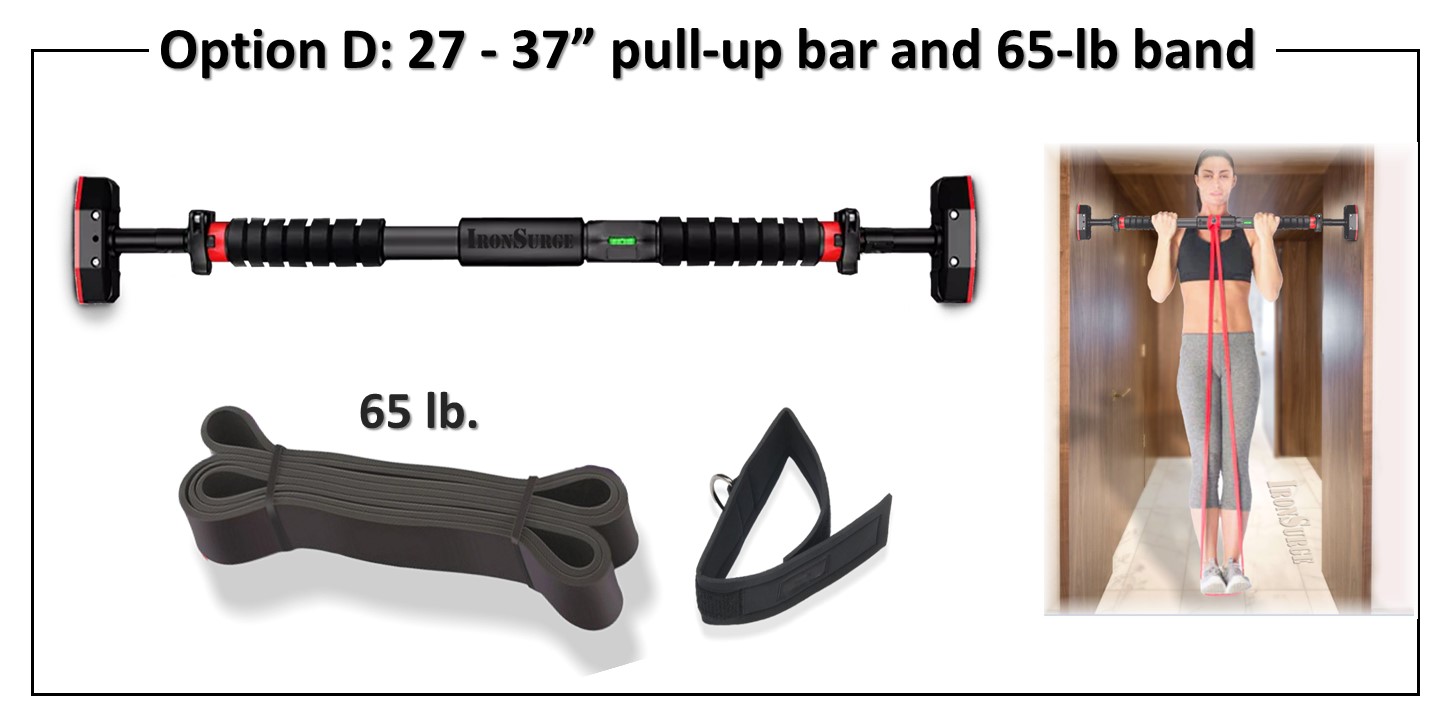 Option D: 27 - 37” pull-up bar and 65-lb band
IRONSURGE
65 lb.
IRONSURGE